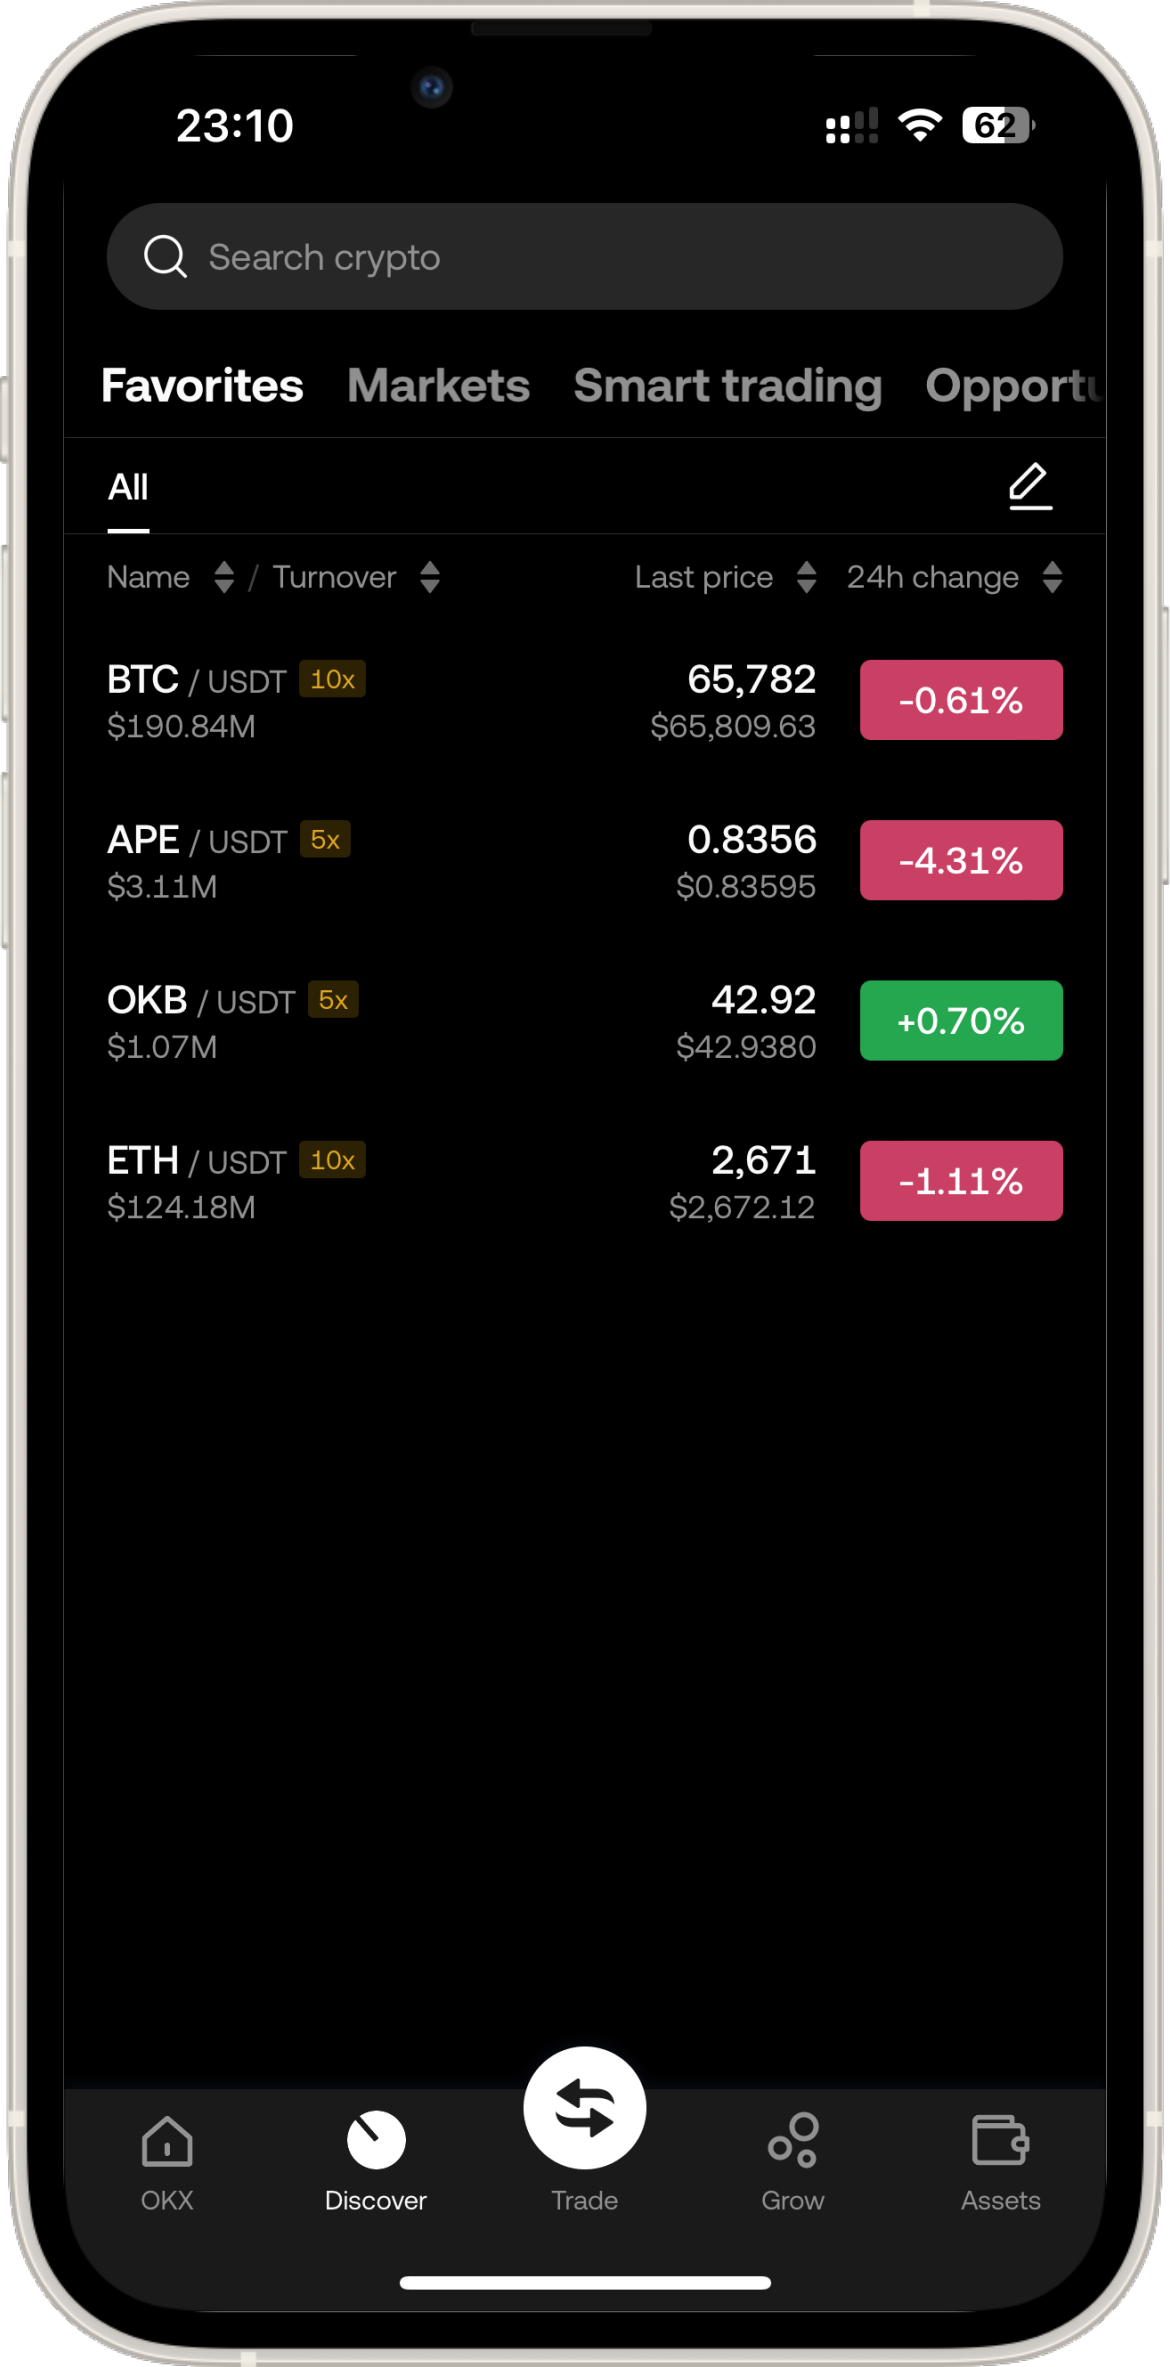 23:10 62
Search crypto
Favorites Markets Smart trading Opportu
All
Name / Turnover Last price 24h change
BTC / USDT 10x 65,782 -0.61%
$190.84M $65,809.63
APE / USDT 5x 0.8356 -4.31%
$3.11M $0.83595
OKB / USDT 5x 42.92 +0.70%
$1.07M $42.9380
ETH / USDT 10x 2,671 -1.11%
$124.18M $2,672.12
OKX Discover Trade Grow Assets